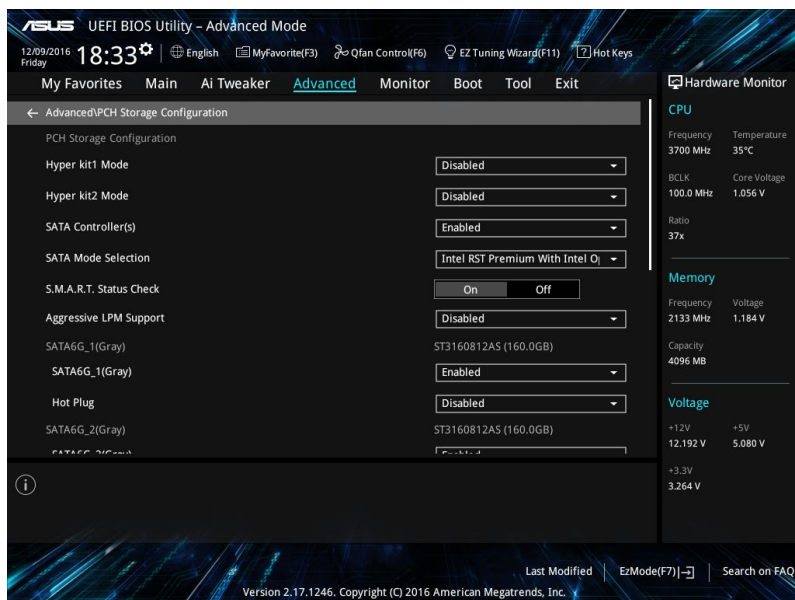 ASUS UEFI BIOS Utility – Advanced Mode
12/09/2016 Friday 18:33 English MyFavorite(F3) Qfan Control(F6) EZ Tuning Wizard(F11) ? Hot Keys
My Favorites Main Ai Tweaker Advanced Monitor Boot Tool Exit
← Advanced\PCH Storage Configuration
PCH Storage Configuration
Hyper kit1 Mode Disabled
Hyper kit2 Mode Disabled
SATA Controller(s) Enabled
SATA Mode Selection Intel RST Premium With Intel
S.M.A.R.T. Status Check On Off
Aggressive LPM Support Disabled
SATA6G_1(Gray) ST3160812AS (160.0GB)
SATA6G_1(Gray) Enabled
Hot Plug Disabled
SATA6G_2(Gray) ST3160812AS (160.0GB)
Hardware Monitor
CPU
Frequency Temperature
3700 MHz 35°C
BCLK Core Voltage
100.0 MHz 1.056 V
Ratio
37x
Memory
Frequency Voltage
2133 MHz 1.184 V
Capacity
4096 MB
Voltage
+12V +5V
12.192 V 5.080 V
+3.3V
3.264 V
Last Modified EzMode(F7) Search on FAQ
Version 2.17.1246. Copyright (C) 2016 American Megatrends, Inc.